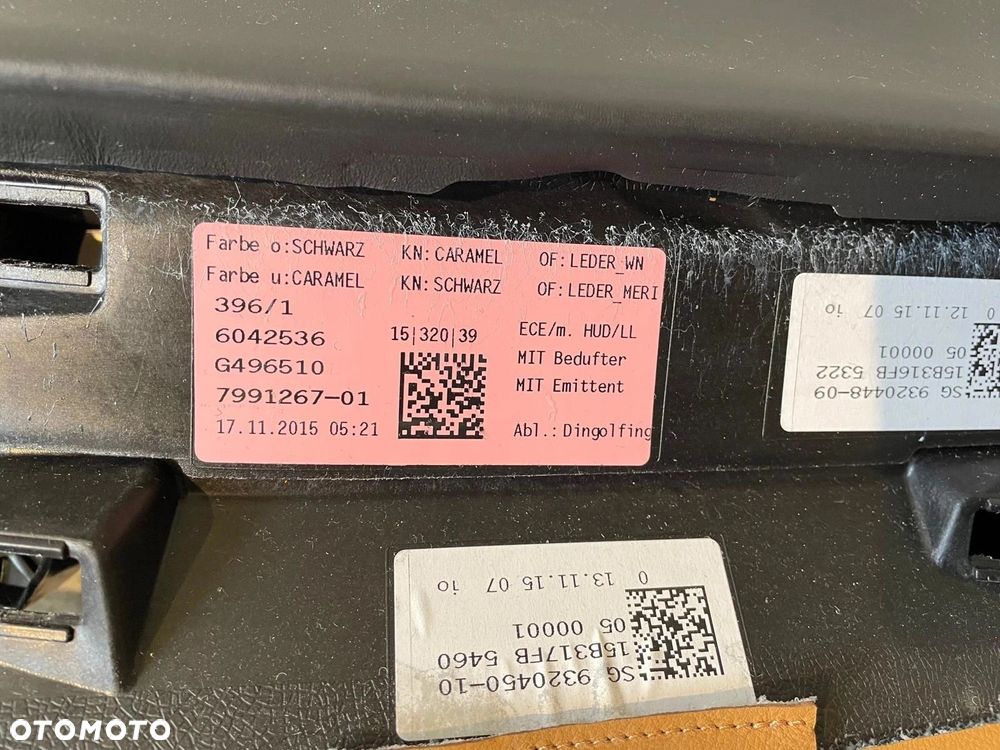 Farbe o:SCHWARZ KN:CARAMEL OF:LEDER_WN
Farbe u:CARAMEL KN:SCHWARZ OF:LEDER_MERI
396/1
6042536 15|320|39 ECE/m. HUD/LL
G496510 MIT Bedufter
7991267-01 MIT Emittent
17.11.2015 05:21 Abl.: Dingolfing
SG 9320448-09
15B316FB 5322
05 00001
0 12.11.15 07 io
SG 9320450-10
15B317FB 5460
05 00001
0 13.11.15 07 io
OTOMOTO